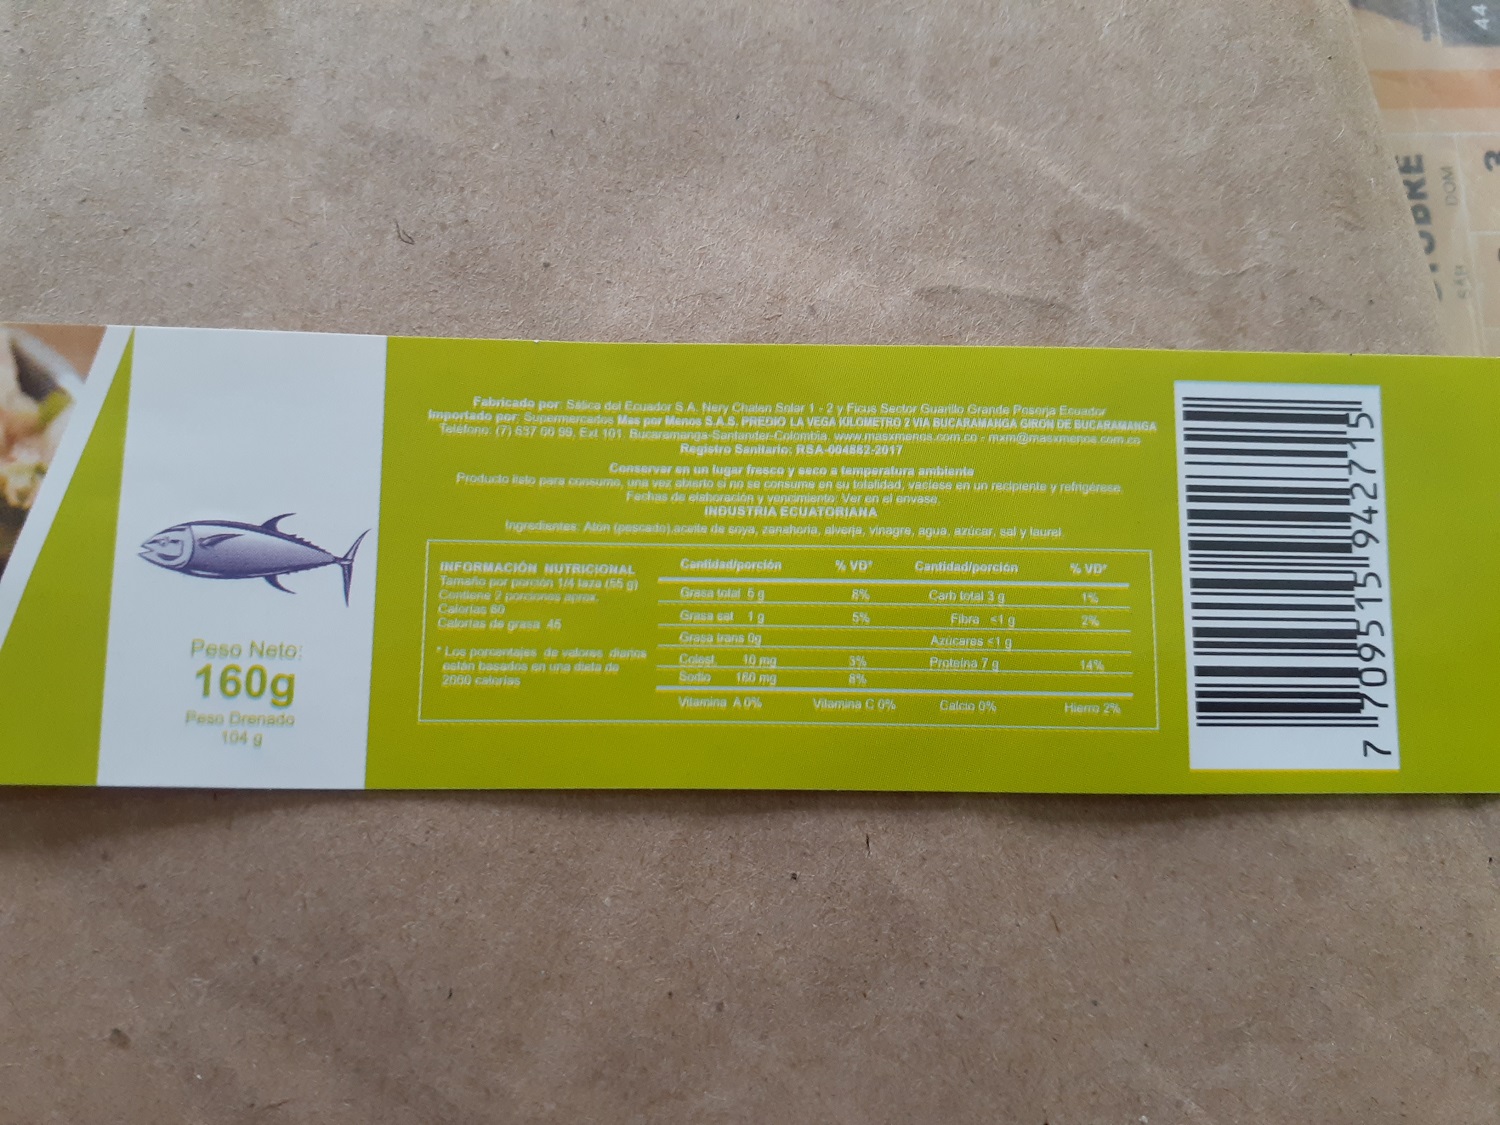 Peso Neto:
160g
Peso Drenado
104 g
Fabricado por: Sálica del Ecuador S.A. Nery Chalen Solar 1 - 2 y Ficus Sector Guarillo Grande Posorja Ecuador
Importado por: Supermercados Mas por Menos S.A.S. PREDIO LA VEGA KILOMETRO 2 VIA BUCARAMANGA GIRON DE BUCARAMANGA
Teléfono: (7) 637 66 99, Ext 101 Bucaramanga-Santander-Colombia, www.masxmenos.com.co - mxm@masxmenos.com.co
Registro Sanitario: RSA-004882-2017
Conservar en un lugar fresco y seco a temperatura ambiente
Producto listo para consumo, una vez abierto si no se consume en su totalidad, vacíese en un recipiente y refrigérese.
Fechas de elaboración y vencimiento: Ver en el envase.
INDUSTRIA ECUATORIANA
Ingredientes: Atún (pescado), aceite de soya, zanahoria, alverja, vinagre, agua, azúcar, sal y laurel
INFORMACIÓN NUTRICIONAL
Tamaño por porción 1/4 taza (55 g)
Contiene 2 porciones aprox.
Calorías 80
Calorías de grasa 45
* Los porcentajes de valores diarios
están basados en una dieta de
2000 calorías
Cantidad/porción % VD* Cantidad/porción % VD*
Grasa total 5 g 8% Carb total 3 g 1%
Grasa sat 1 g 5% Fibra <1 g 2%
Grasa trans 0g Azúcares <1 g
Colest. 10 mg 3% Proteína 7 g 14%
Sodio 180 mg 8%
Vitamina A 0% Vitamina C 0% Calcio 0% Hierro 2%
7 709515 942715
DOM
44